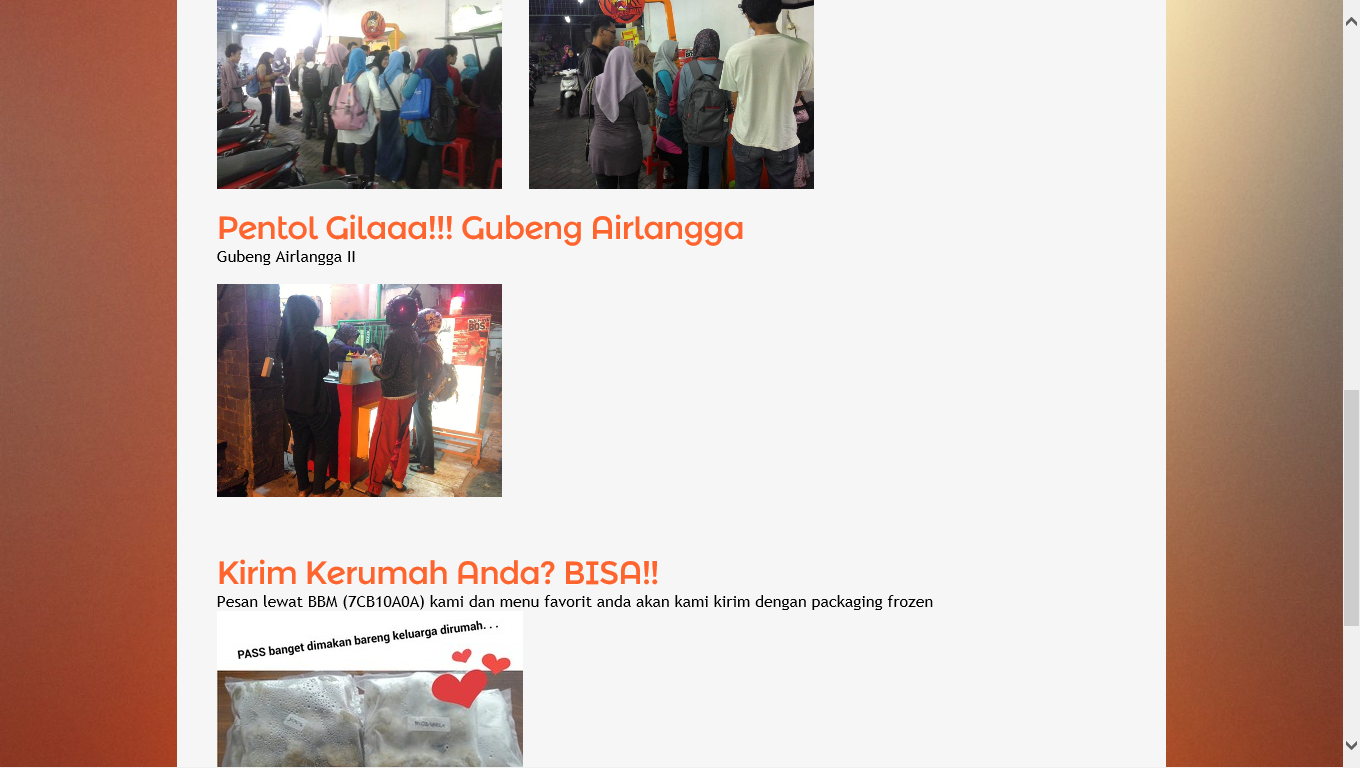 Pentol Gilaaa!!! Gubeng Airlangga
Gubeng Airlangga II
BOS
Kirim Kerumah Anda? BISA!!
Pesan lewat BBM (7CB10A0A) kami dan menu favorit anda akan kami kirim dengan packaging frozen
PASS banget dimakan bareng keluarga dirumah. . .